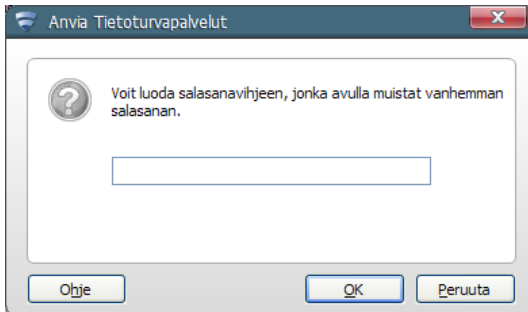 Anvia Tietoturvapalvelut
Voit luoda salasanavihjeen, jonka avulla muistat vanhemman
salasanan.
Ohje
OK
Peruuta